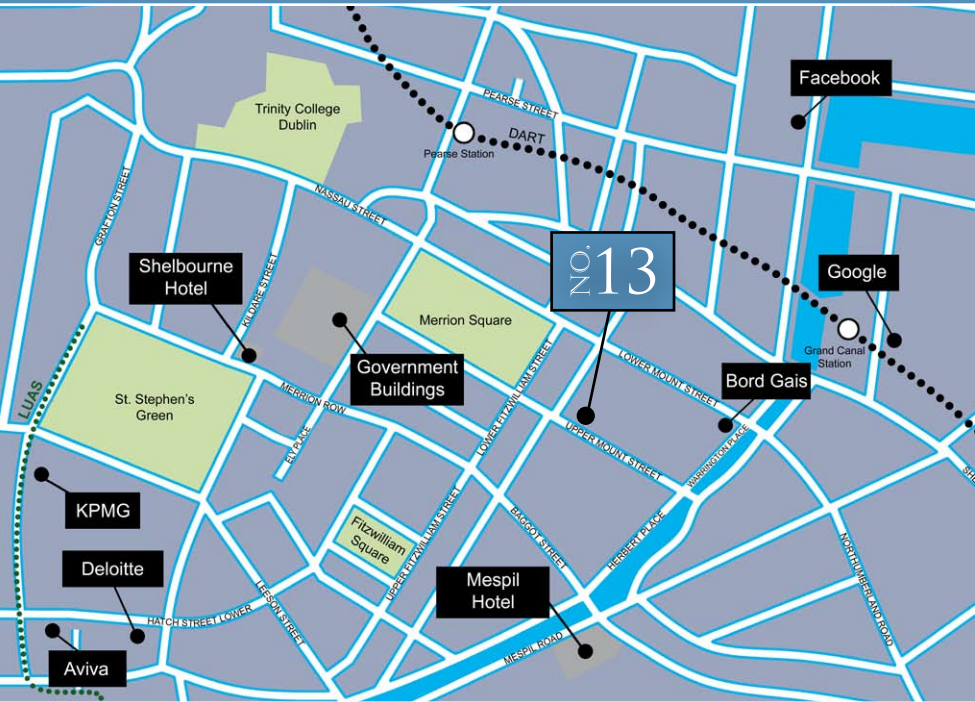 Facebook
PEARSE STREET
Trinity College
Dublin
DART
Pearse Station
NASSAU STREET
GRAFTON STREET
Shelbourne
Hotel
KILDARE STREET
NO. 13
Google
Merrion Square
Grand Canal
Station
Government
Buildings
LOWER MOUNT STREET
Bord Gais
LUAS
St. Stephen's
Green
MERRION ROW
ELY PLACE
LOWER FITZWILLIAM STREET
UPPER MOUNT STREET
WARRINGTON PLACE
KPMG
BAGGOT STREET
HERBERT PLACE
Fitzwilliam
Square
UPPER FITZWILLIAM STREET
NORTHUMBERLAND ROAD
Deloitte
Mespil
Hotel
LEESON STREET
HATCH STREET LOWER
MESPIL ROAD
Aviva